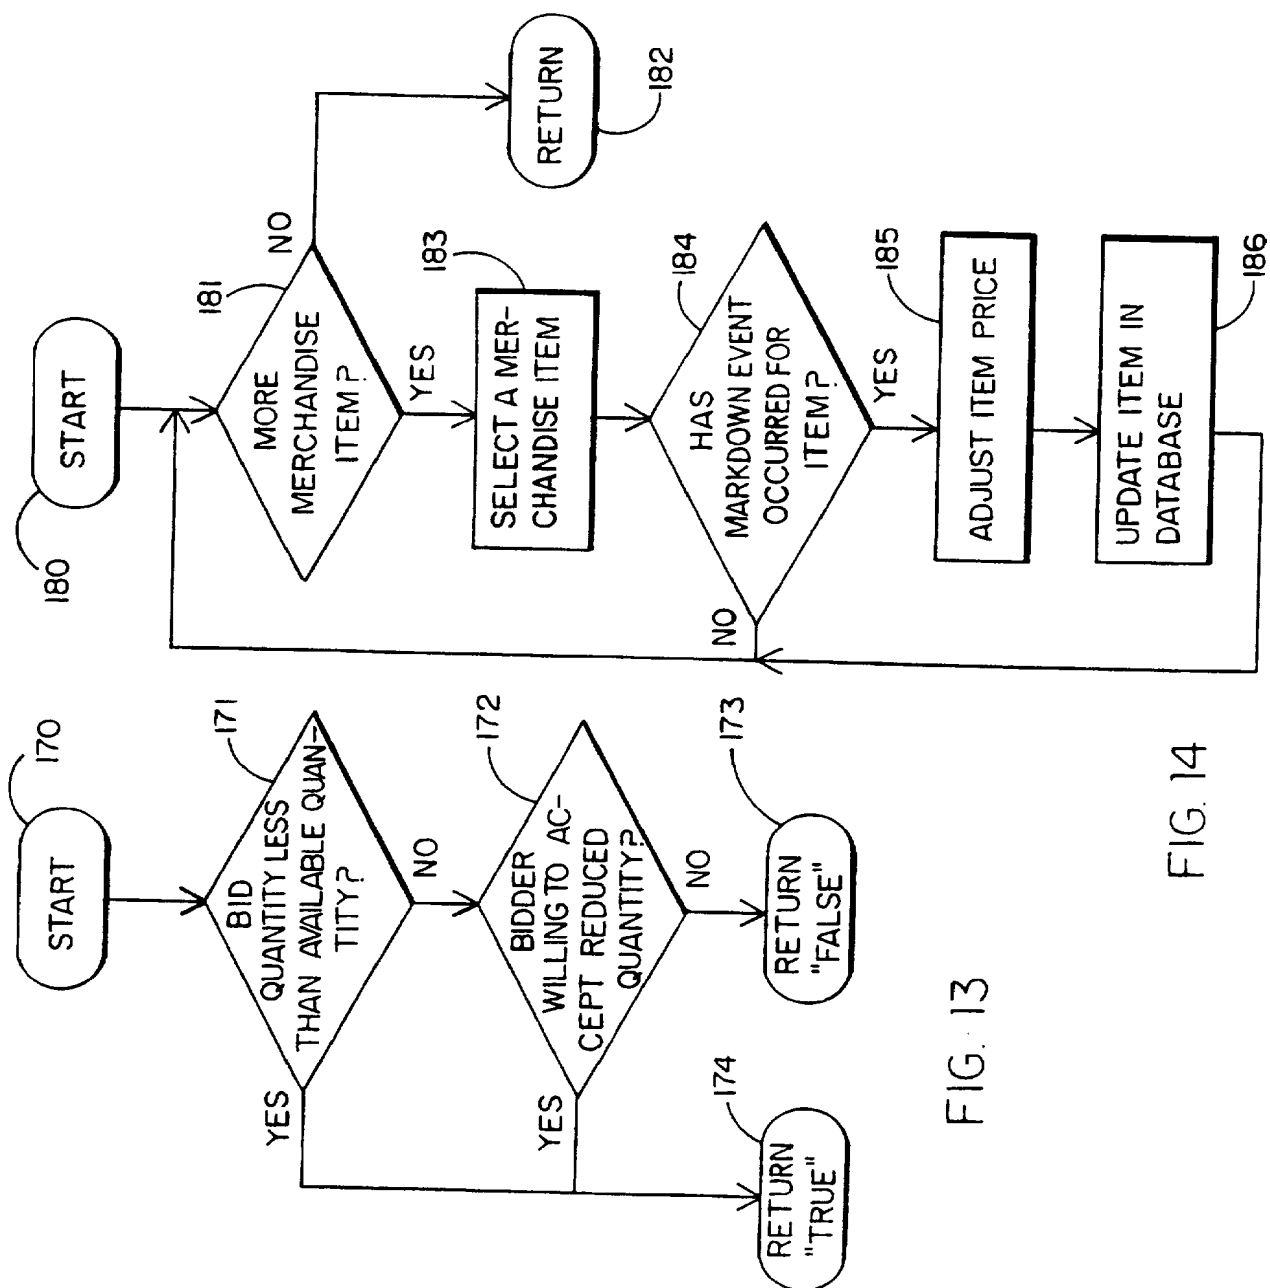 170
START
171
BID
QUANTITY LESS
THAN AVAILABLE QUAN-
TITY?
YES
NO
172
BIDDER
WILLING TO AC-
CEPT REDUCED
QUANTITY?
YES
NO
173
RETURN
"FALSE"
174
RETURN
"TRUE"
FIG. 13
180
START
181
MORE
MERCHANDISE
ITEM?
NO
YES
RETURN
182
183
SELECT A MER-
CHANDISE ITEM
184
HAS
MARKDOWN EVENT
OCCURRED FOR
ITEM?
NO
YES
185
ADJUST ITEM PRICE
186
UPDATE ITEM IN
DATABASE
FIG. 14